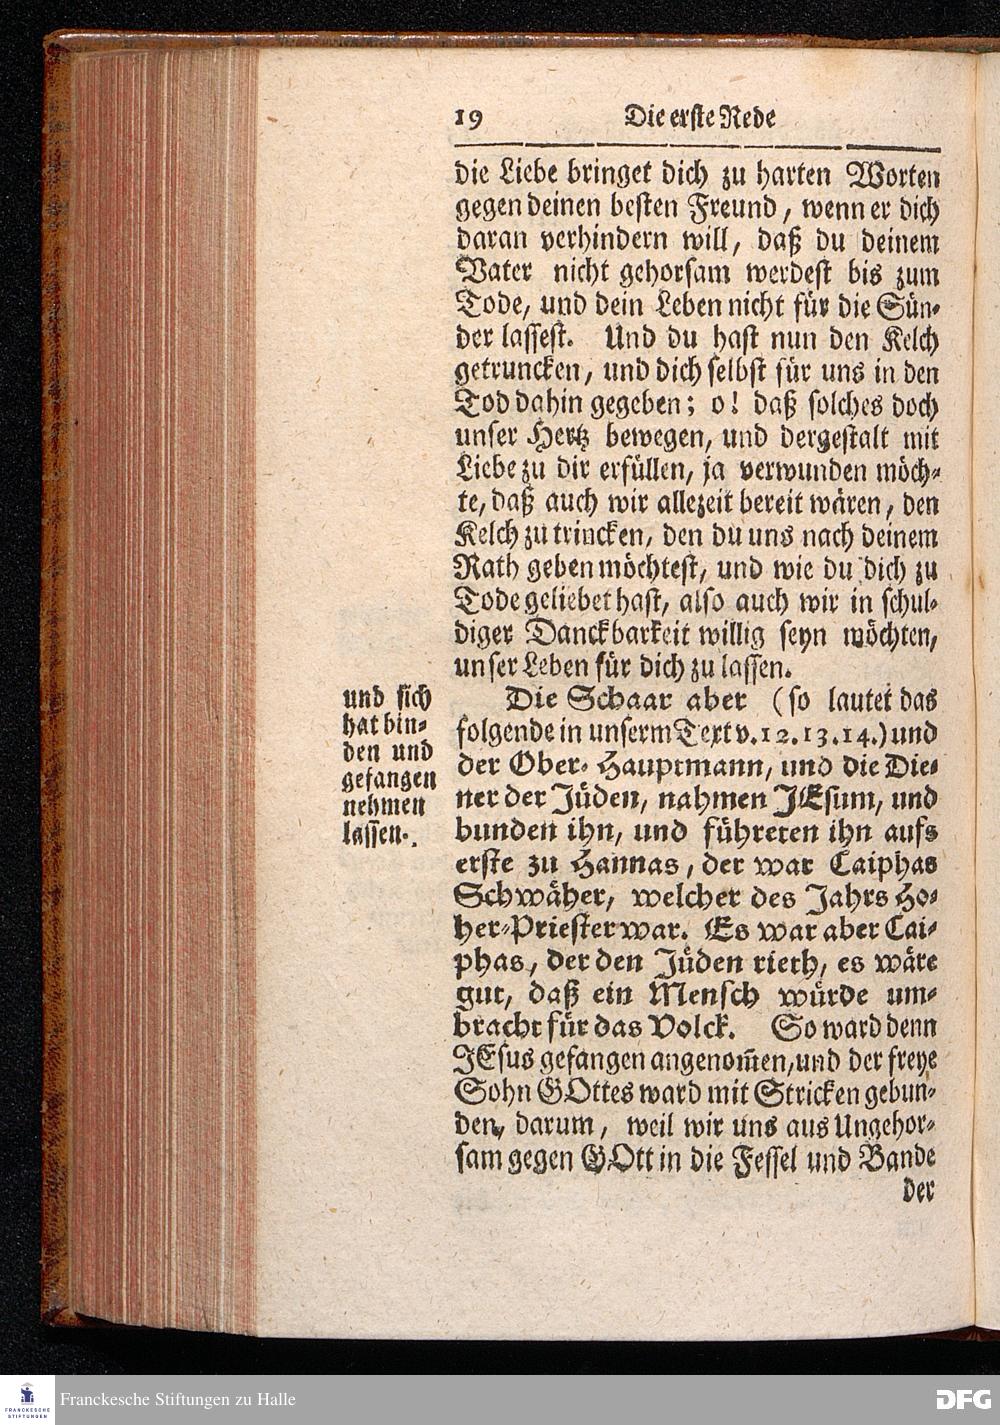 19 Die erste Rede
die Liebe bringet dich zu harten Worten
gegen deinen besten Freund, wenn er dich
daran verhindern will, daß du deinem
Vater nicht gehorsam werdest bis zum
Tode, und dein Leben nicht für die Sün-
der lassest. Und du hast nun den Kelch
getruncken, und dich selbst für uns in den
Tod dahin gegeben; o! daß solches doch
unser Hertz bewegen, und dergestalt mit
Liebe zu dir erfüllen, ja verwunden möch-
te, daß auch wir allezeit bereit wären, den
Kelch zu trincken, den du uns nach deinem
Rath geben möchtest, und wie du dich zu
Tode geliebet hast, also auch wir in schul-
diger Danckbarkeit willig seyn möchten,
unser Leben für dich zu lassen.
und sich
hat bin-
den und
gefangen
nehmen
lassen.
Die Schaar aber (so lautet das
folgende in unserm Text v. 12. 13. 14.) und
der Ober-Hauptmann, und die Die-
ner der Jüden, nahmen JEsum, und
bunden ihn, und führeten ihn aufs
erste zu Hannas, der war Caiphas
Schwäher, welcher des Jahrs Ho-
her-Priester war. Es war aber Cai-
phas, der den Jüden rieth, es wäre
gut, daß ein Mensch würde um-
bracht für das Volck. So ward denn
JEsus gefangen angenom̄en, und der freye
Sohn GOttes ward mit Stricken gebun-
den, darum, weil wir uns aus Ungehor-
sam gegen GOtt in die Fessel und Bande
der
FRANCKESCHE
STIFTUNGEN
Franckesche Stiftungen zu Halle
DFG